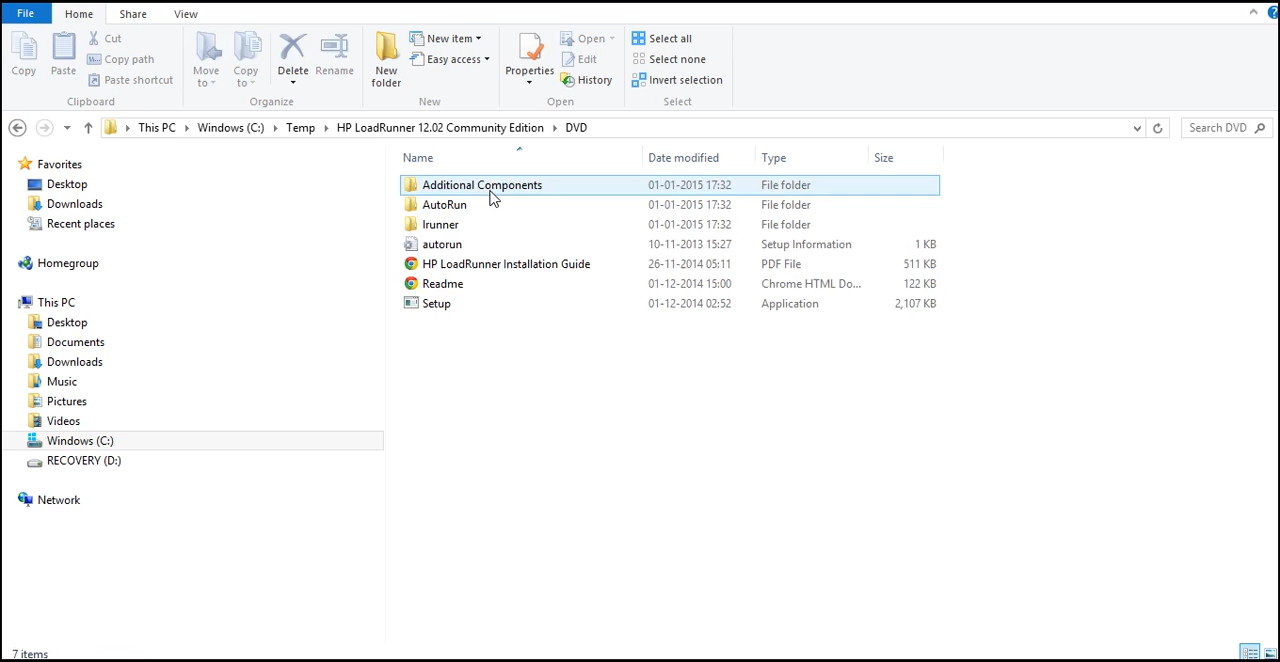 File Home Share View
Copy
Paste
Cut
Copy path
Paste shortcut
Clipboard
Move to
Copy to
Delete
Rename
Organize
New folder
New item
Easy access
New
Properties
Open
Edit
History
Open
Select all
Select none
Invert selection
Select
This PC Windows (C:) Temp HP LoadRunner 12.02 Community Edition DVD
Search DVD
Favorites
Desktop
Downloads
Recent places
Homegroup
This PC
Desktop
Documents
Downloads
Music
Pictures
Videos
Windows (C:)
RECOVERY (D:)
Network
Name Date modified Type Size
Additional Components 01-01-2015 17:32 File folder
AutoRun 01-01-2015 17:32 File folder
lrunner 01-01-2015 17:32 File folder
autorun 10-11-2013 15:27 Setup Information 1 KB
HP LoadRunner Installation Guide 26-11-2014 05:11 PDF File 511 KB
Readme 01-12-2014 15:00 Chrome HTML Do... 122 KB
Setup 01-12-2014 02:52 Application 2,107 KB
7 items